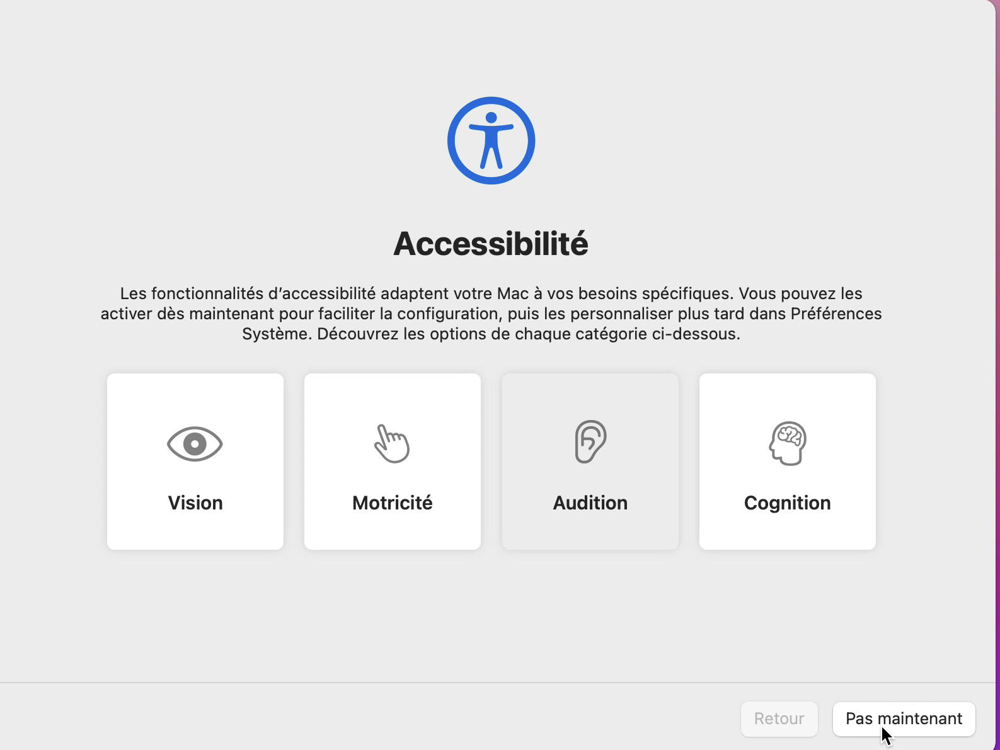 Accessibilité
Les fonctionnalités d’accessibilité adaptent votre Mac à vos besoins spécifiques. Vous pouvez les
activer dès maintenant pour faciliter la configuration, puis les personnaliser plus tard dans Préférences
Système. Découvrez les options de chaque catégorie ci-dessous.
Vision
Motricité
Audition
Cognition
Retour
Pas maintenant